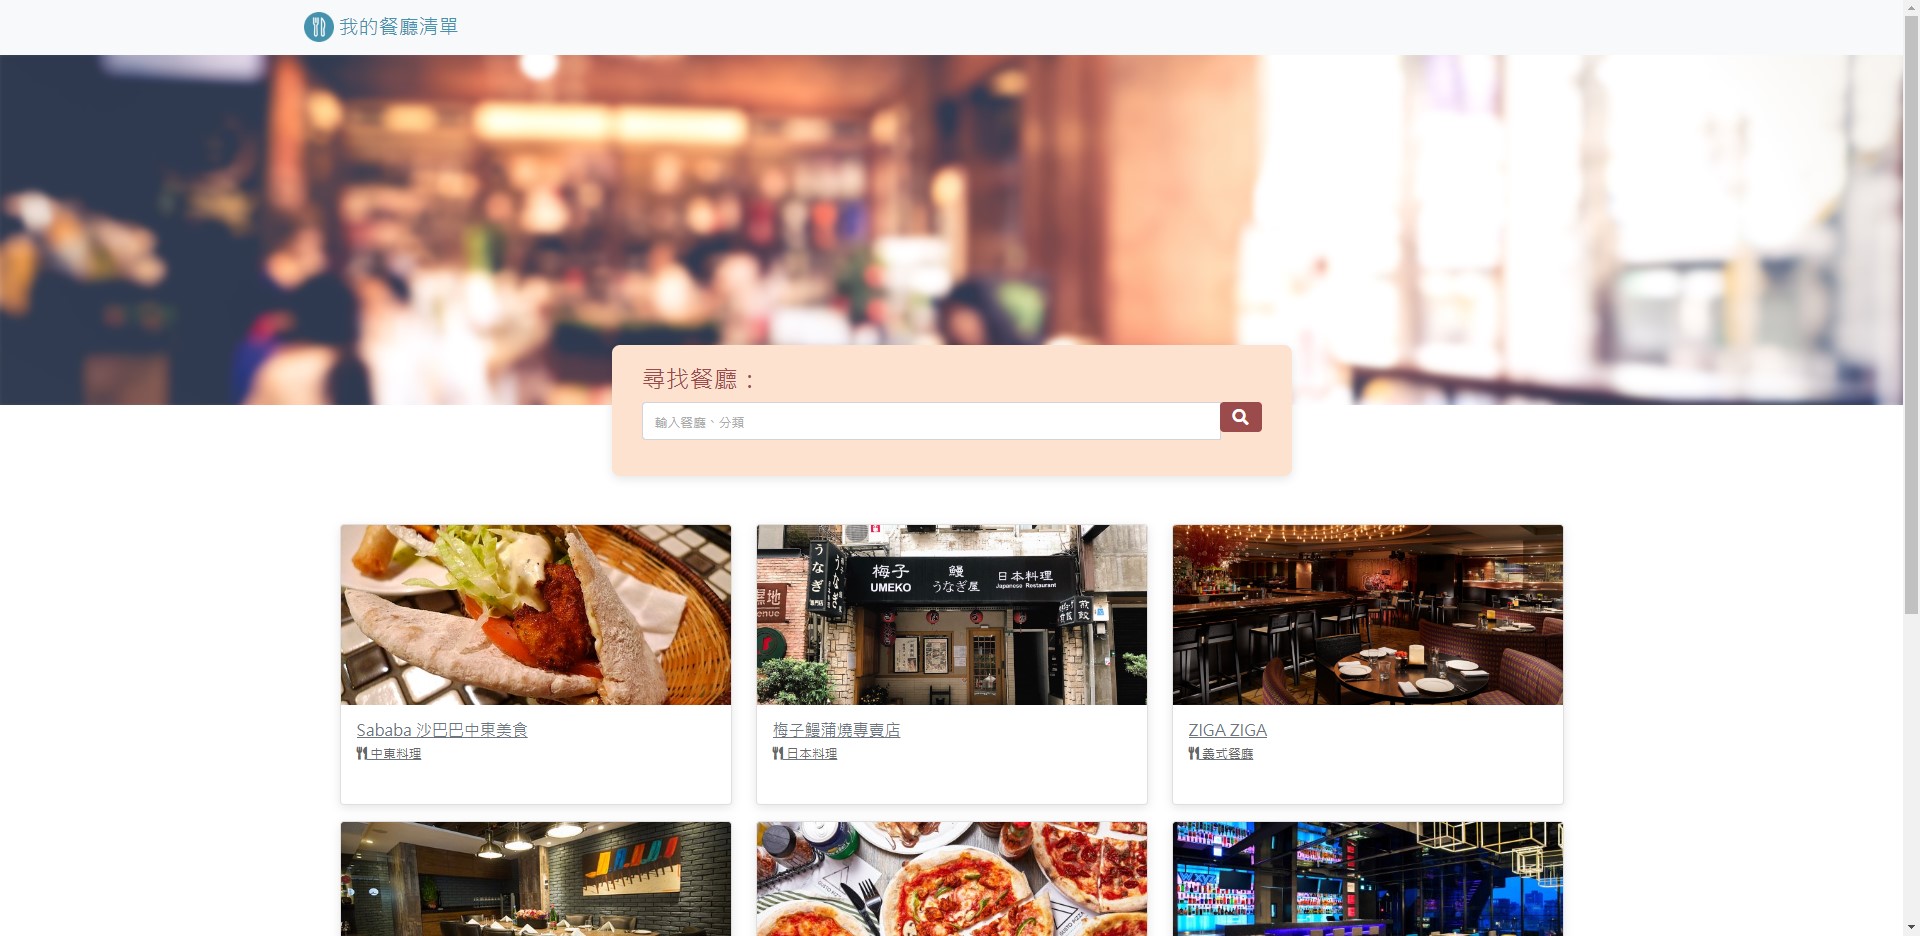 我的餐廳清單
尋找餐廳：
輸入餐廳、分類
うなぎ
梅子
UMEKO
鰻
うなぎ屋
日本料理
Japanese Restaurant
Sababa 沙巴巴中東美食
中東料理
梅子鰻蒲燒專賣店
日本料理
ZIGA ZIGA
義式餐廳